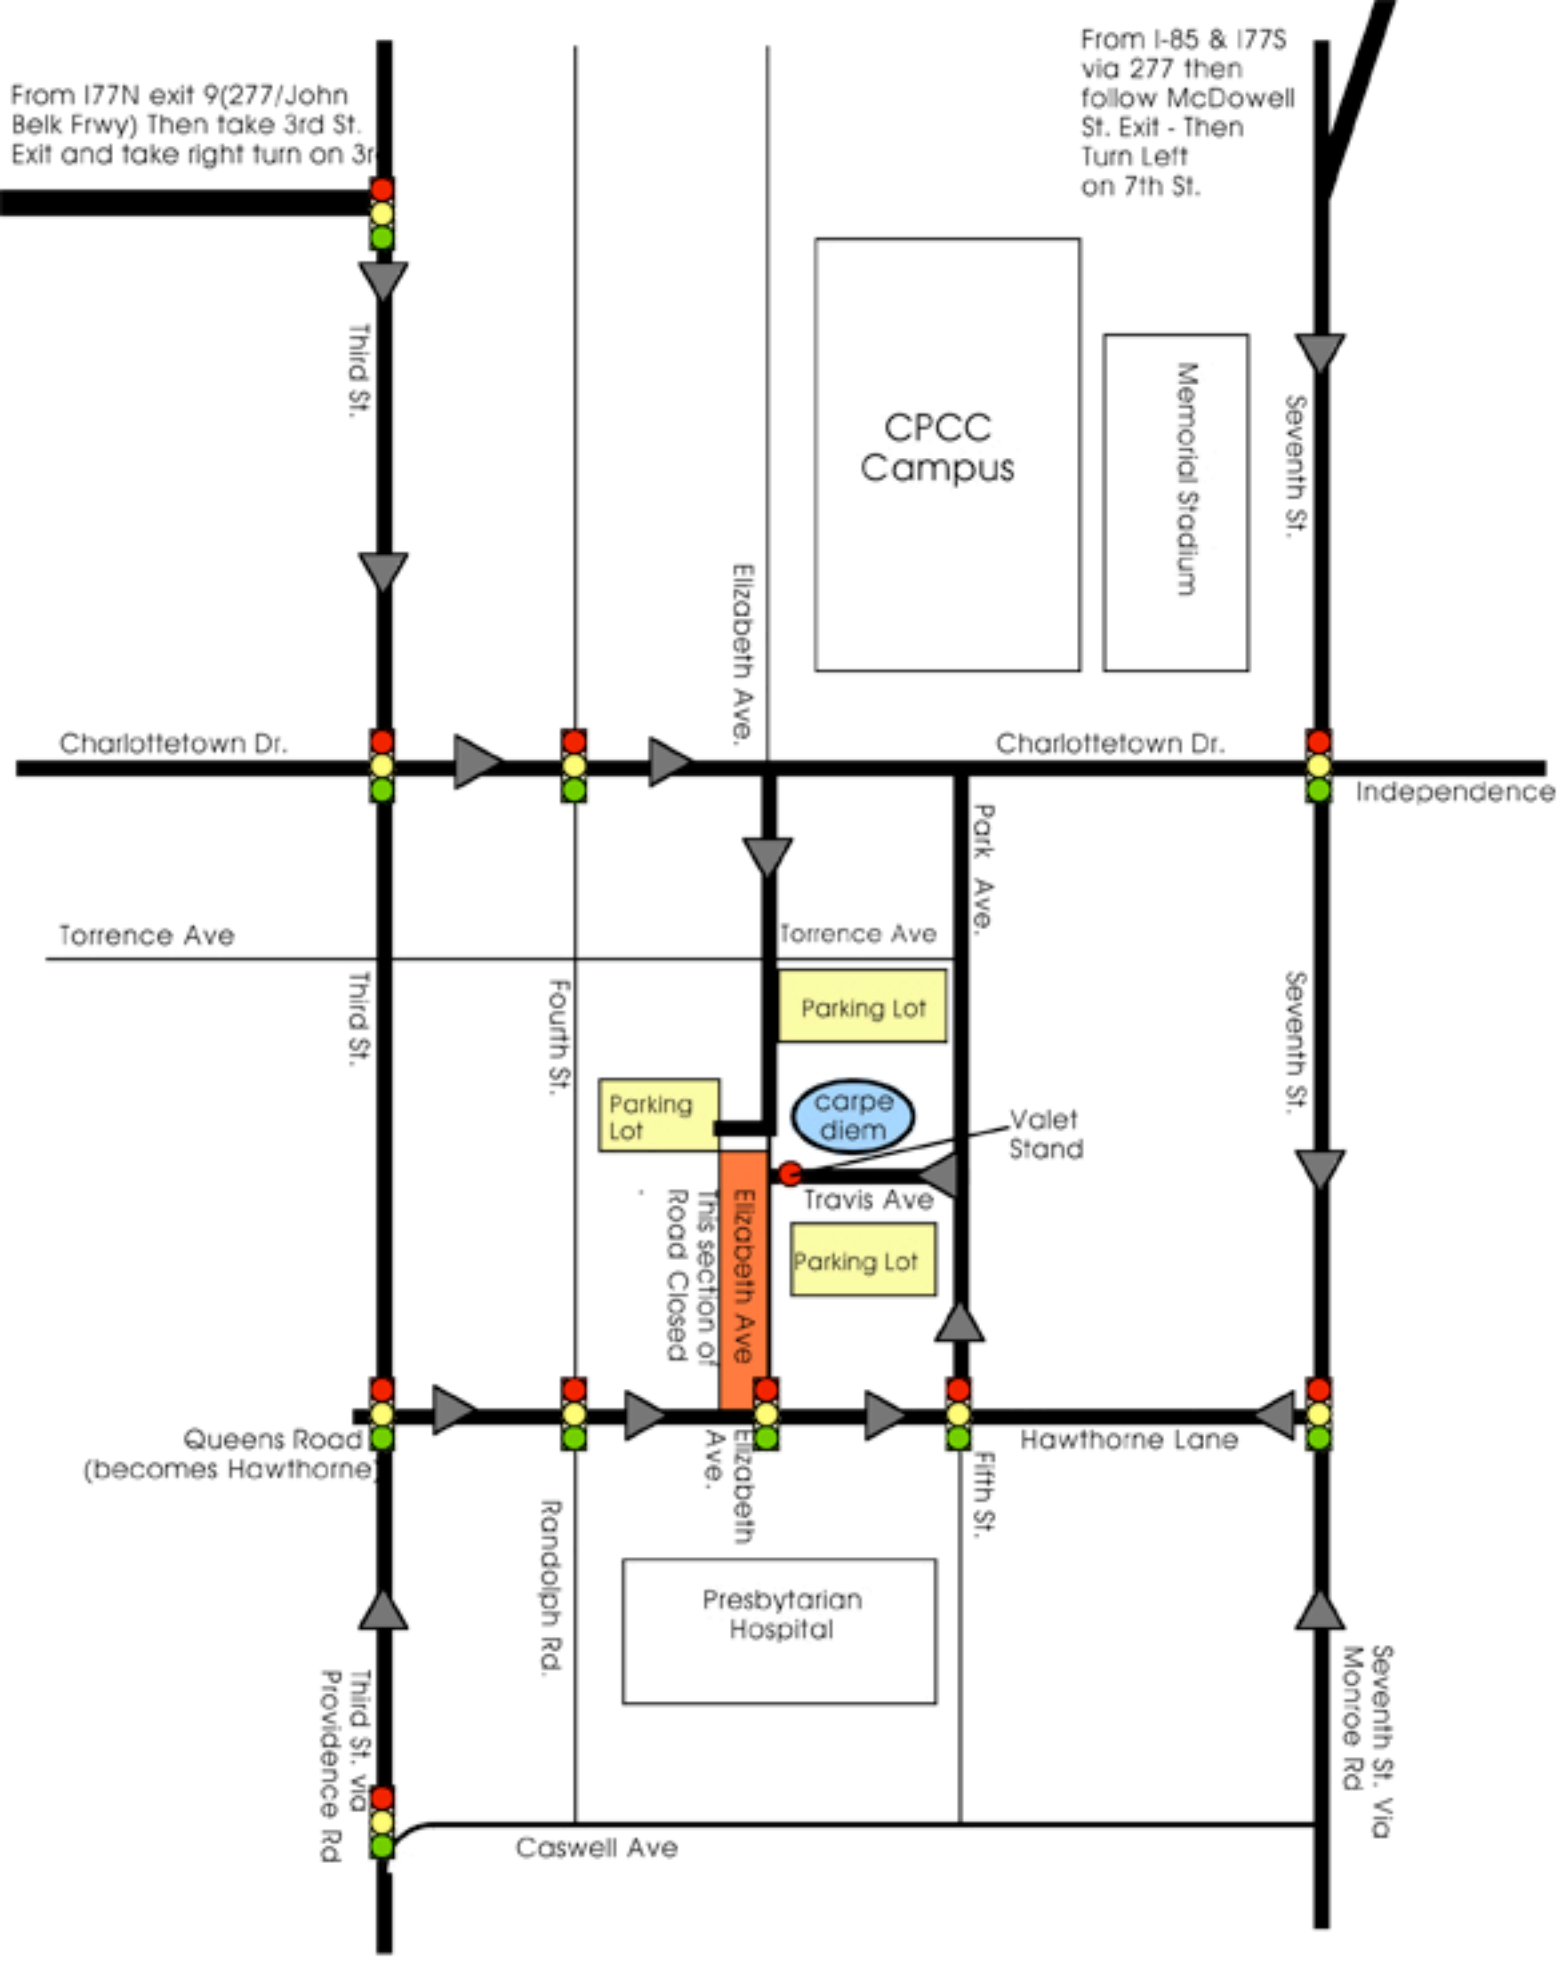 From I77N exit 9(277/John
Belk Frwy) Then take 3rd St.
Exit and take right turn on 3r
From I-85 & I77S
via 277 then
follow McDowell
St. Exit - Then
Turn Left
on 7th St.
Third St.
CPCC
Campus
Memorial Stadium
Seventh St.
Elizabeth Ave.
Charlottetown Dr.
Charlottetown Dr.
Independence
Park Ave.
Torrence Ave
Torrence Ave
Third St.
Fourth St.
Parking Lot
Seventh St.
Parking
Lot
carpe
diem
Valet
Stand
Travis Ave
Elizabeth Ave
This section of
Road Closed
.
Parking Lot
Queens Road
(becomes Hawthorne)
Elizabeth
Ave.
Hawthorne Lane
Fifth St.
Randolph Rd.
Presbytarian
Hospital
Third St. via
Providence Rd
Seventh St. Via
Monroe Rd
Caswell Ave